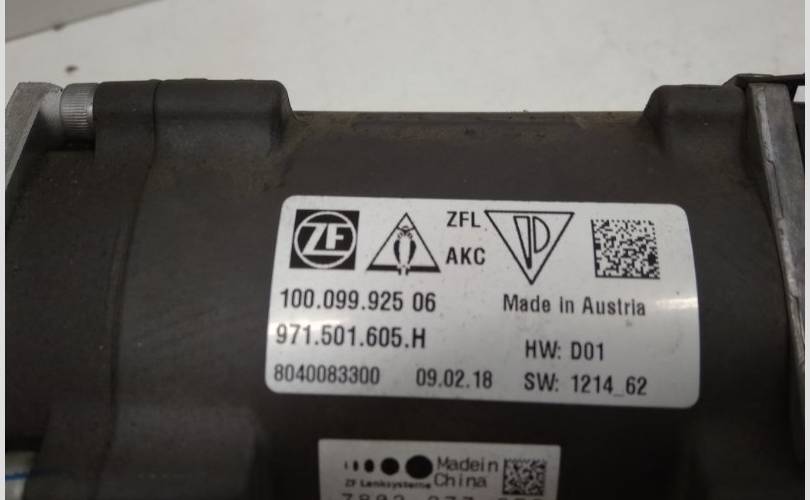 ZF
ZFL
AKC
100.099.925 06
Made in Austria
971.501.605.H
HW: D01
8040083300 09.02.18 SW: 1214_62
Madein
ZF Lenksysteme China